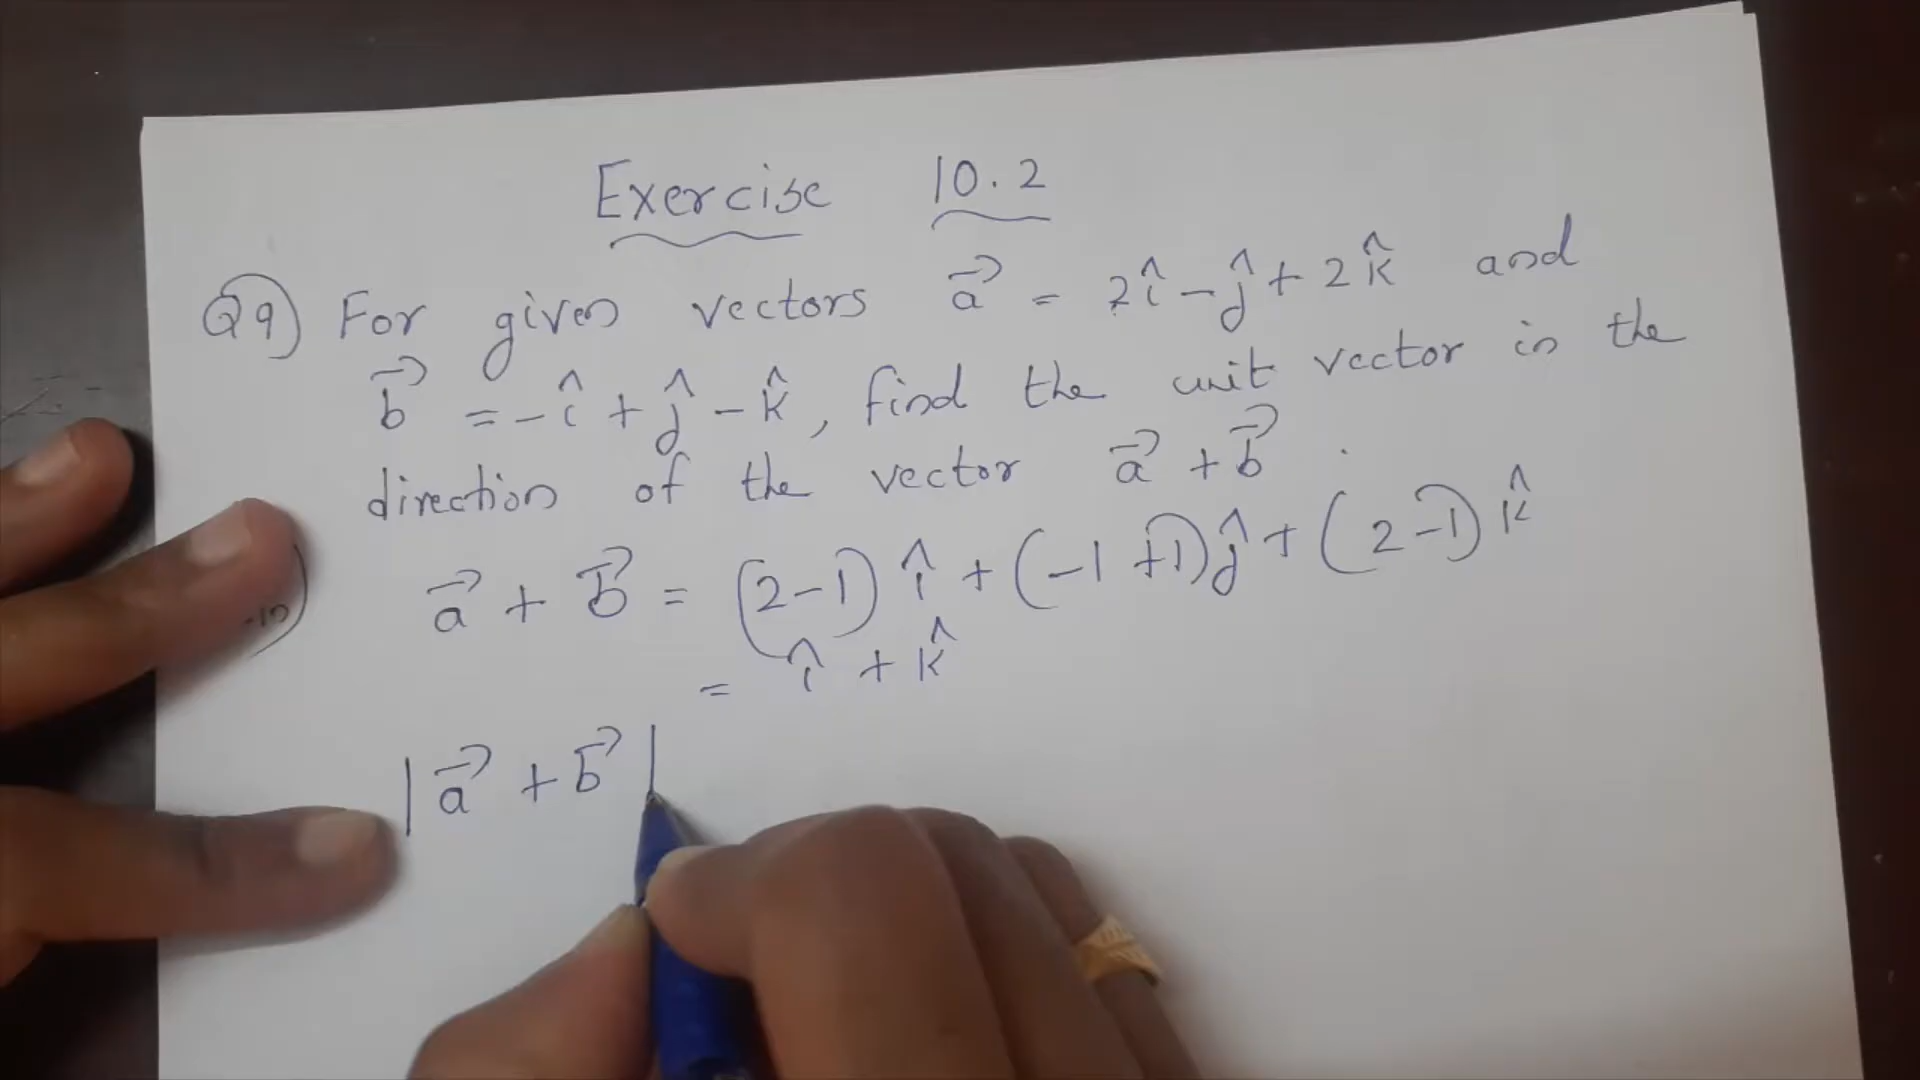 Exercise 10.2
Q9) For given vectors a⃗ = 2î - ĵ + 2k̂ and
b⃗ = -î + ĵ - k̂, find the unit vector in the
direction of the vector a⃗ + b⃗.
a⃗ + b⃗ = (2-1) î + (-1+1) ĵ + (2-1) k̂
= î + k̂
|a⃗ + b⃗|